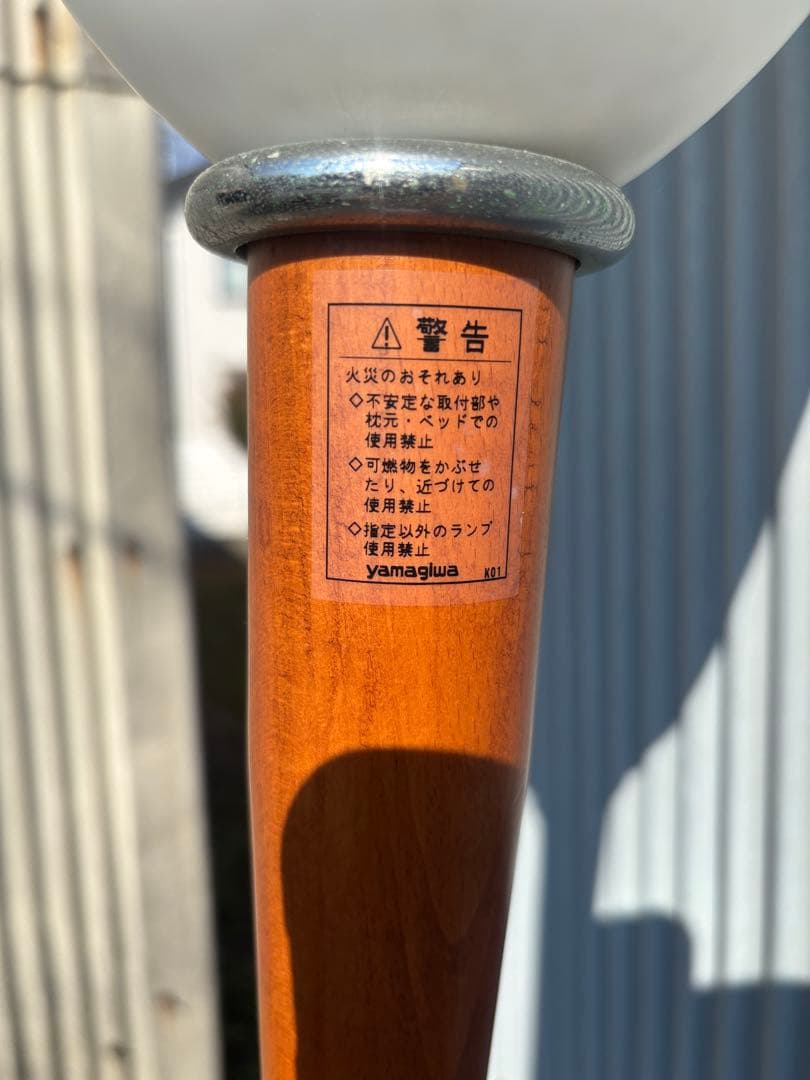 ⚠ 警告
火災のおそれあり
◇不安定な取付部や
枕元・ベッドでの
使用禁止
◇可燃物をかぶせ
たり、近づけての
使用禁止
◇指定以外のランプ
使用禁止
yamagiwa K01